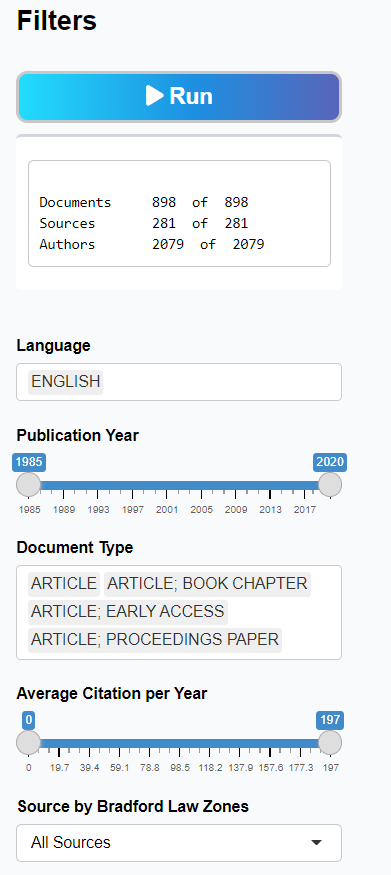 Filters
Run
Documents 898 of 898
Sources 281 of 281
Authors 2079 of 2079
Language
ENGLISH
Publication Year
1985 2020
1985 1989 1993 1997 2001 2005 2009 2013 2017
Document Type
ARTICLE ARTICLE; BOOK CHAPTER
ARTICLE; EARLY ACCESS
ARTICLE; PROCEEDINGS PAPER
Average Citation per Year
0 197
0 19.7 39.4 59.1 78.8 98.5 118.2 137.9 157.6 177.3 197
Source by Bradford Law Zones
All Sources